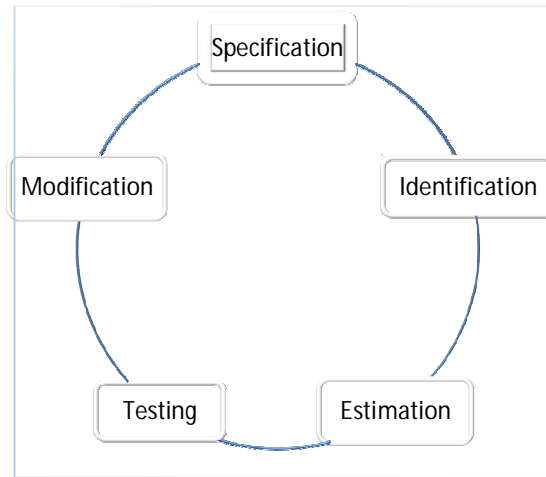 Specification
Identification
Estimation
Testing
Modification